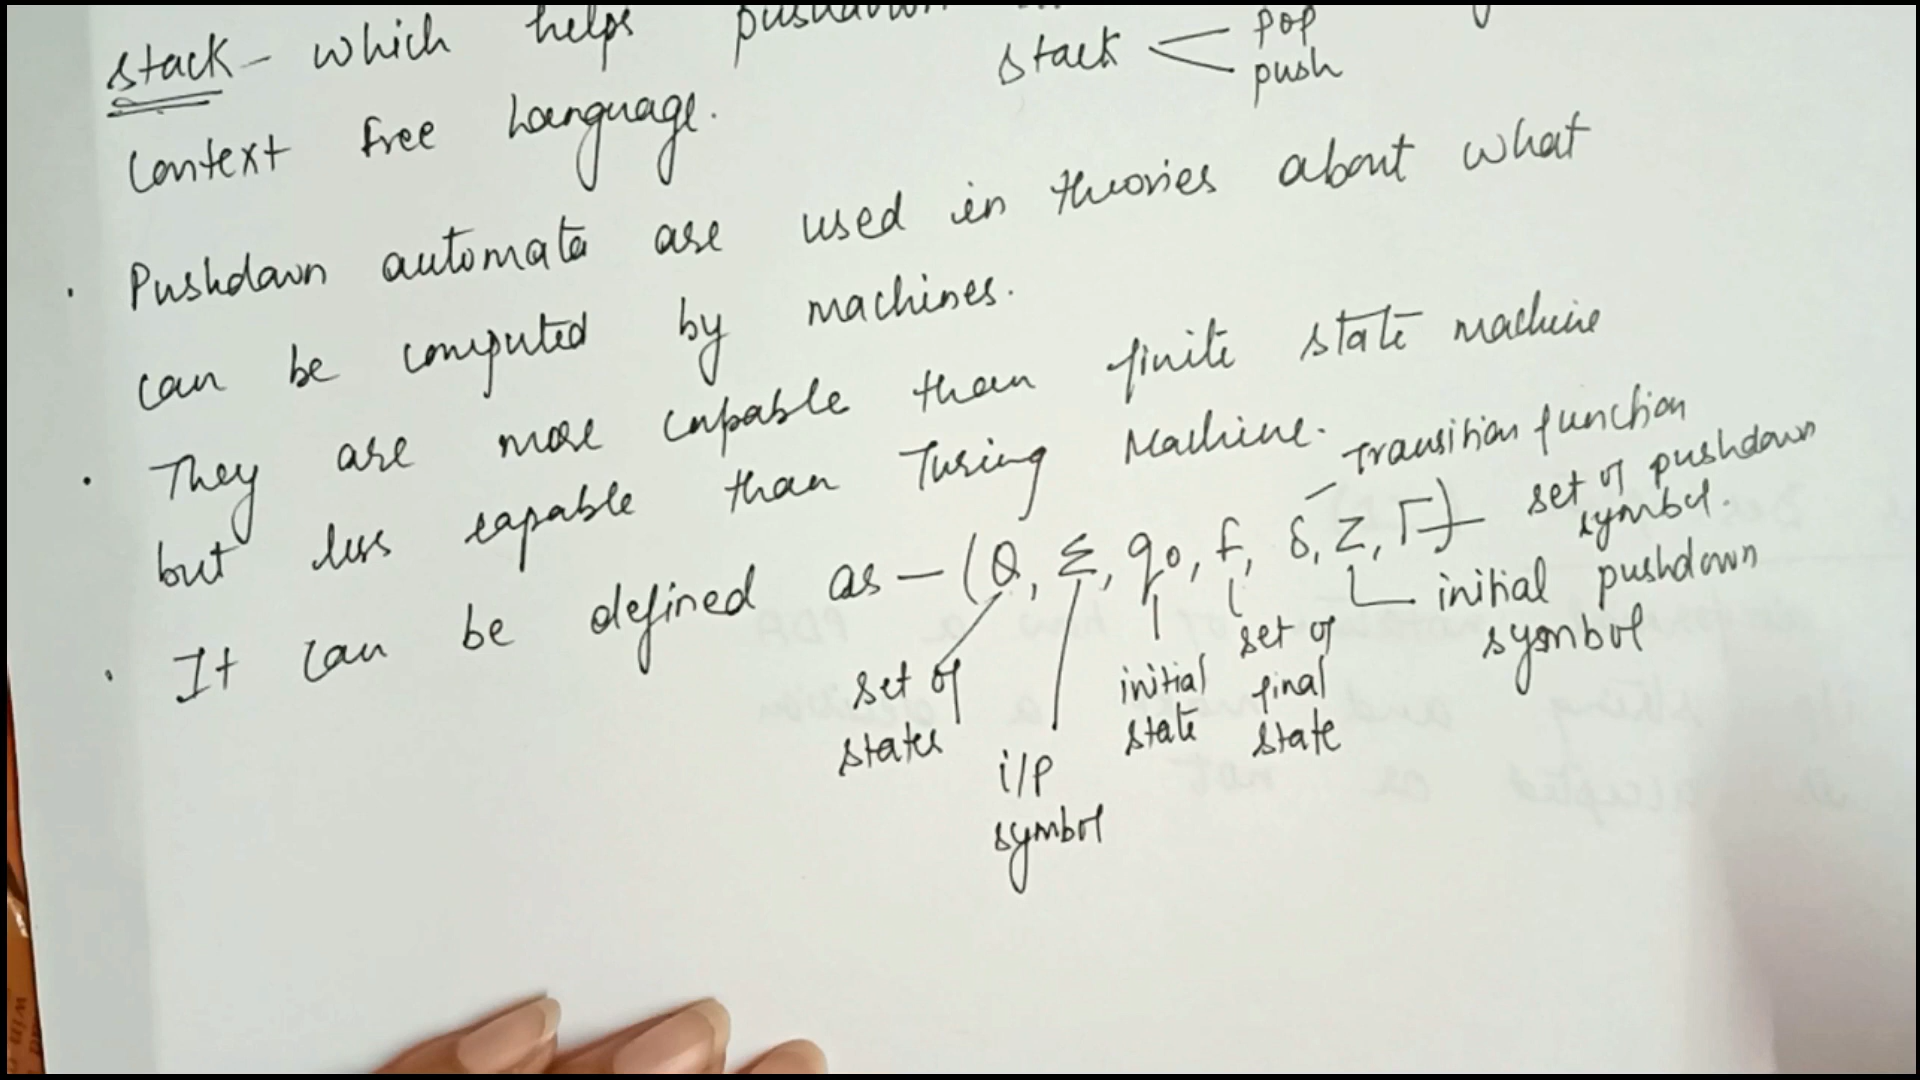 stack - which helps pushdown
stack pop
push
Context free Language.
. Pushdown automata are used in theories about what
can be computed by machines.
. They are more capable than finite state machine
but less capable than Turing Machine.
Transition function
. It can be defined as — (Q, Σ, q0, f, δ, Z, Γ}
set of pushdown
symbol.
initial pushdown
symbol
set of
states
i/p
symbol
initial
state
set of
final
state